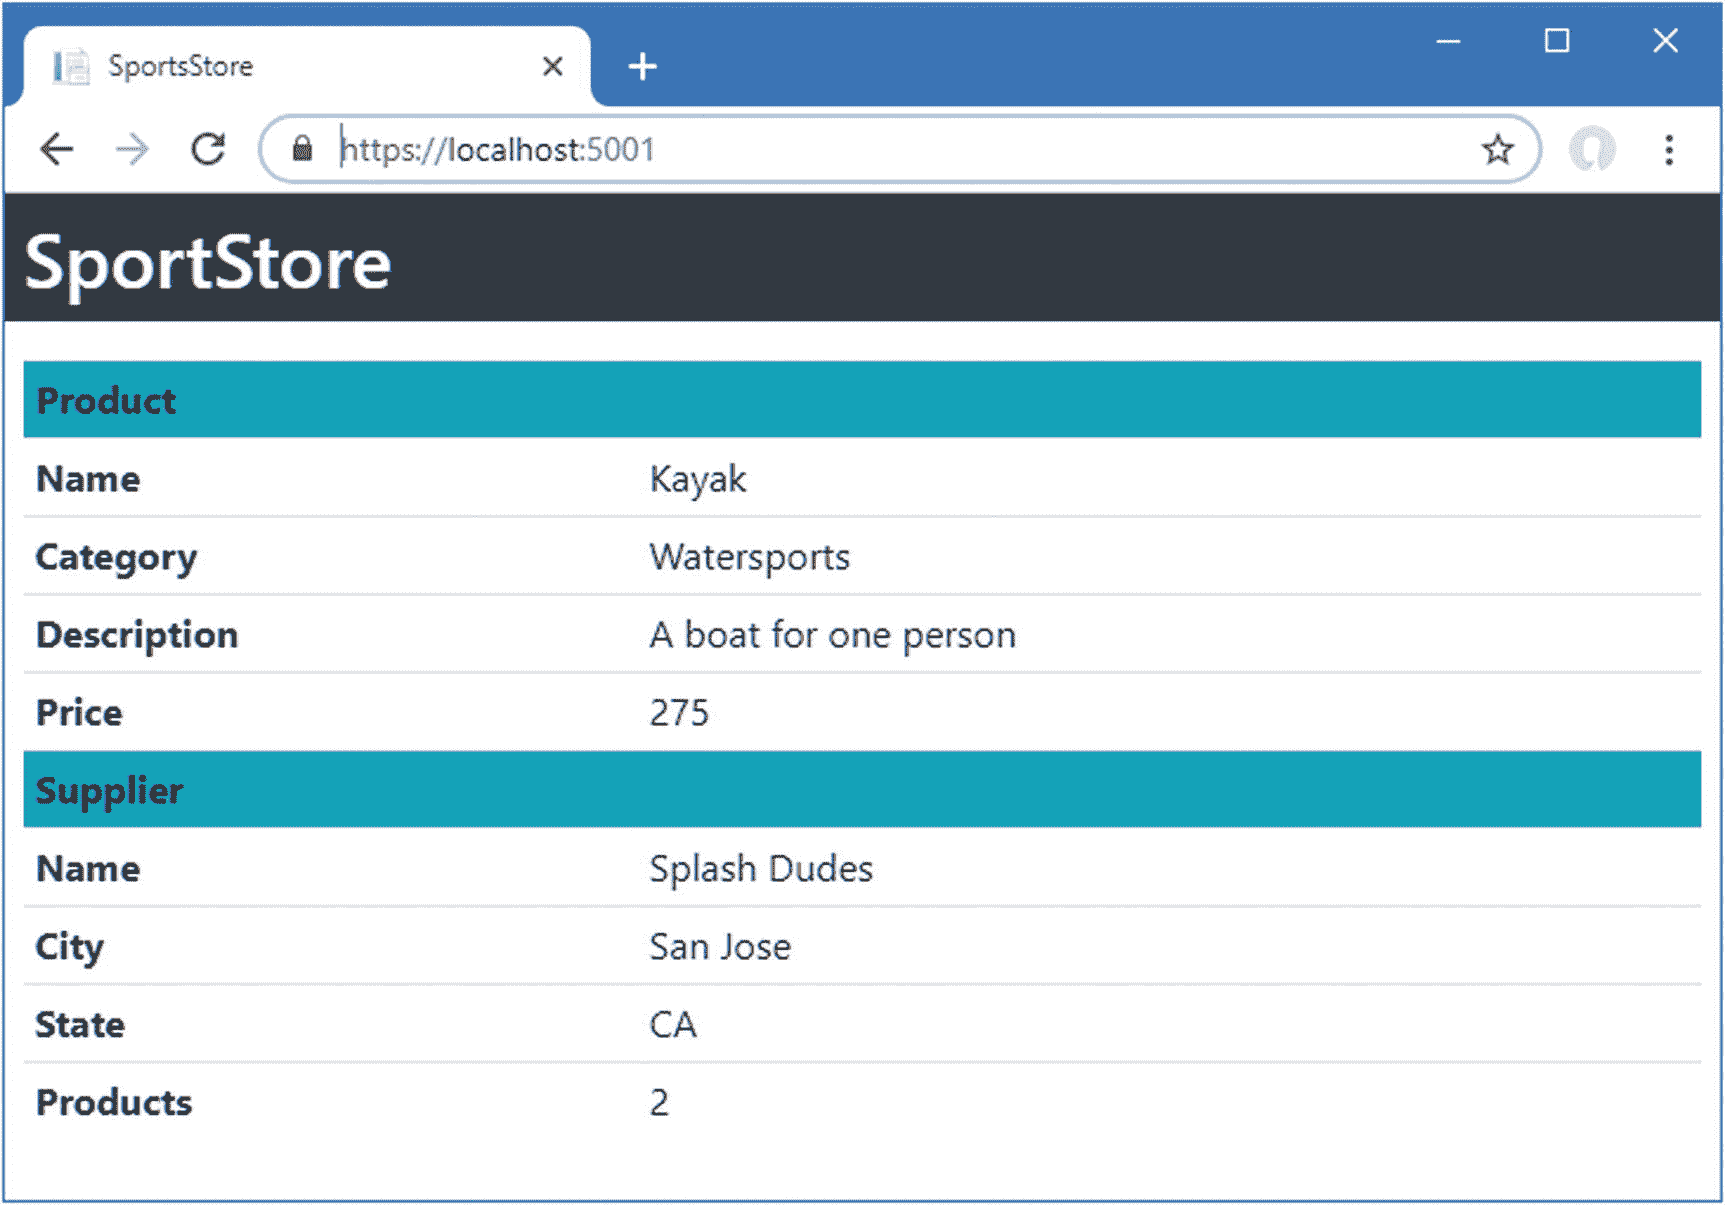 SportsStore
https://localhost:5001
SportStore
Product
Name Kayak
Category Watersports
Description A boat for one person
Price 275
Supplier
Name Splash Dudes
City San Jose
State CA
Products 2